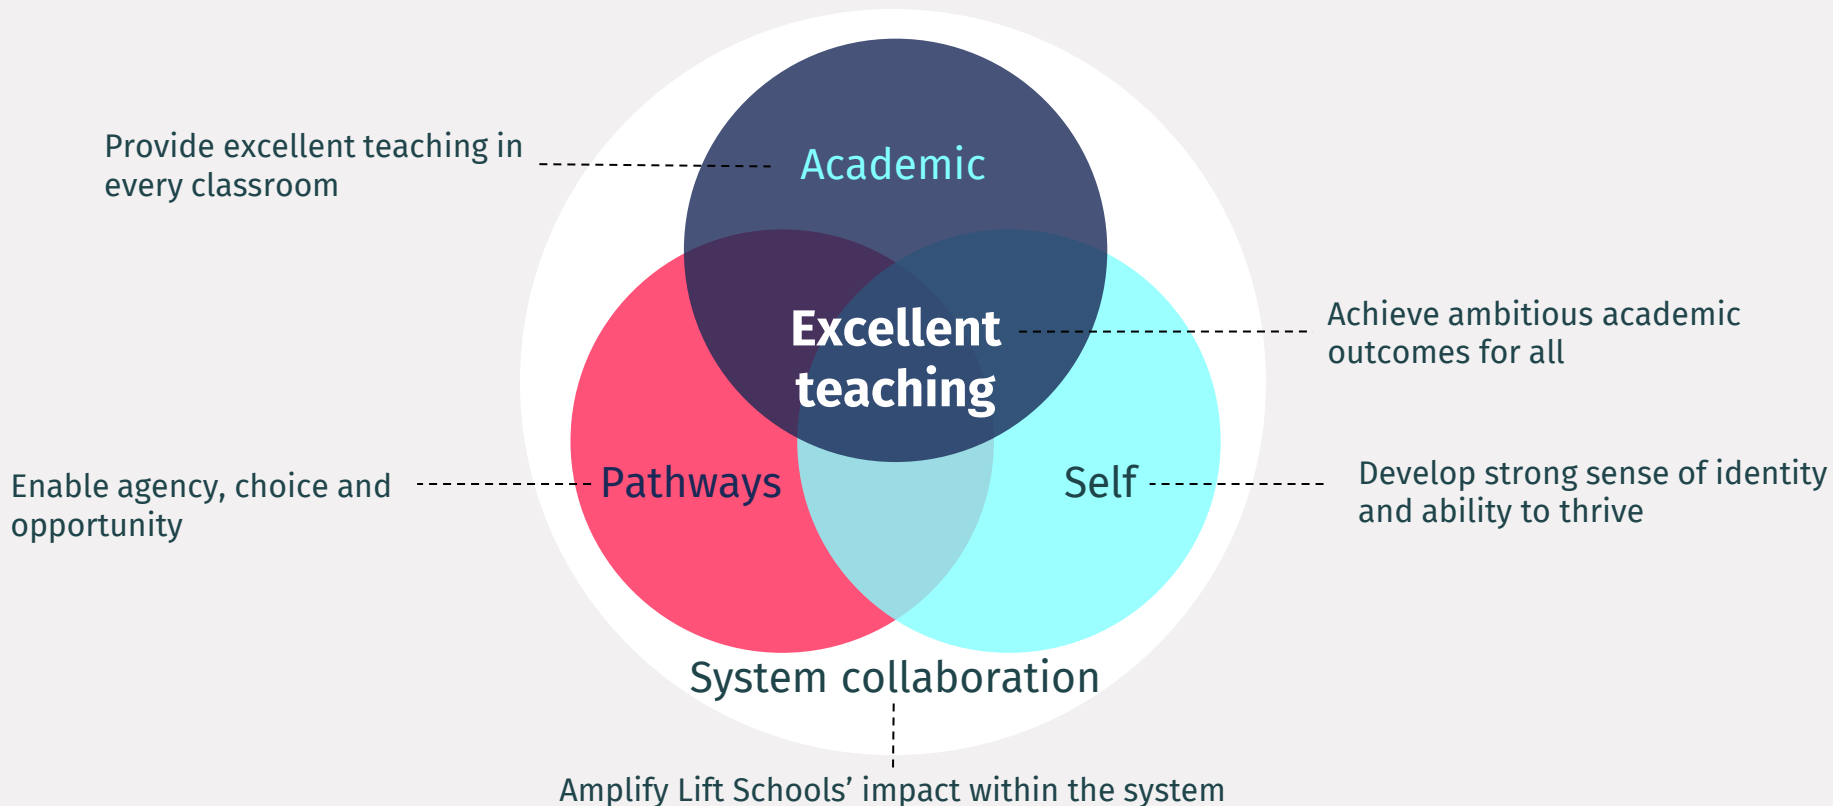 Provide excellent teaching in
every classroom
Academic
Excellent
teaching
Achieve ambitious academic
outcomes for all
Enable agency, choice and
opportunity
Pathways
Self
Develop strong sense of identity
and ability to thrive
System collaboration
Amplify Lift Schools’ impact within the system